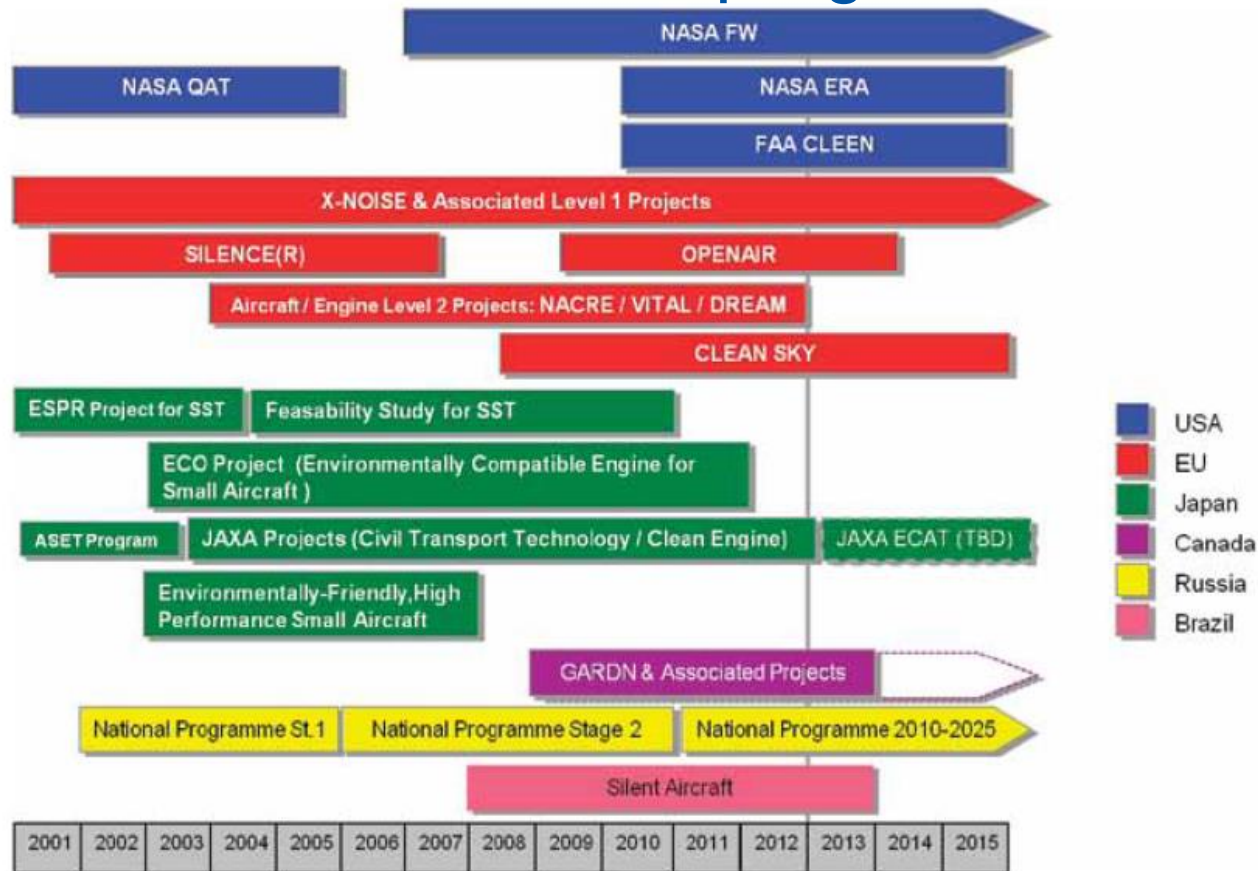 NASA FW
NASA QAT
NASA ERA
FAA CLEEN
X-NOISE & Associated Level 1 Projects
SILENCE(R)
OPENAIR
Aircraft / Engine Level 2 Projects: NACRE / VITAL / DREAM
CLEAN SKY
ESPR Project for SST
Feasability Study for SST
ECO Project (Environmentally Compatible Engine for
Small Aircraft )
ASET Program
JAXA Projects (Civil Transport Technology / Clean Engine)
JAXA ECAT (TBD)
Environmentally-Friendly,High
Performance Small Aircraft
GARDN & Associated Projects
National Programme St.1
National Programme Stage 2
National Programme 2010-2025
Silent Aircraft
2001 2002 2003 2004 2005 2006 2007 2008 2009 2010 2011 2012 2013 2014 2015
USA
EU
Japan
Canada
Russia
Brazil